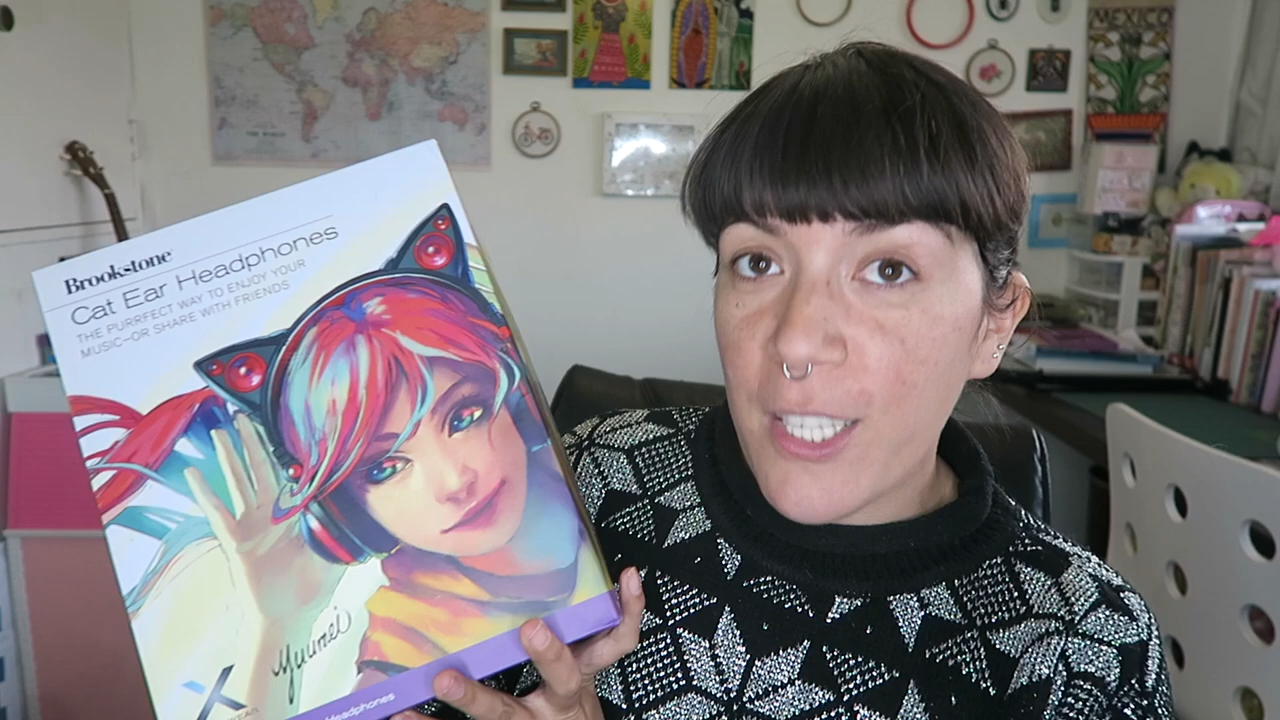 Brookstone
Cat Ear Headphones
THE PURRFECT WAY TO ENJOY YOUR
MUSIC–OR SHARE WITH FRIENDS
Yuumei
Headphones
MEXICO